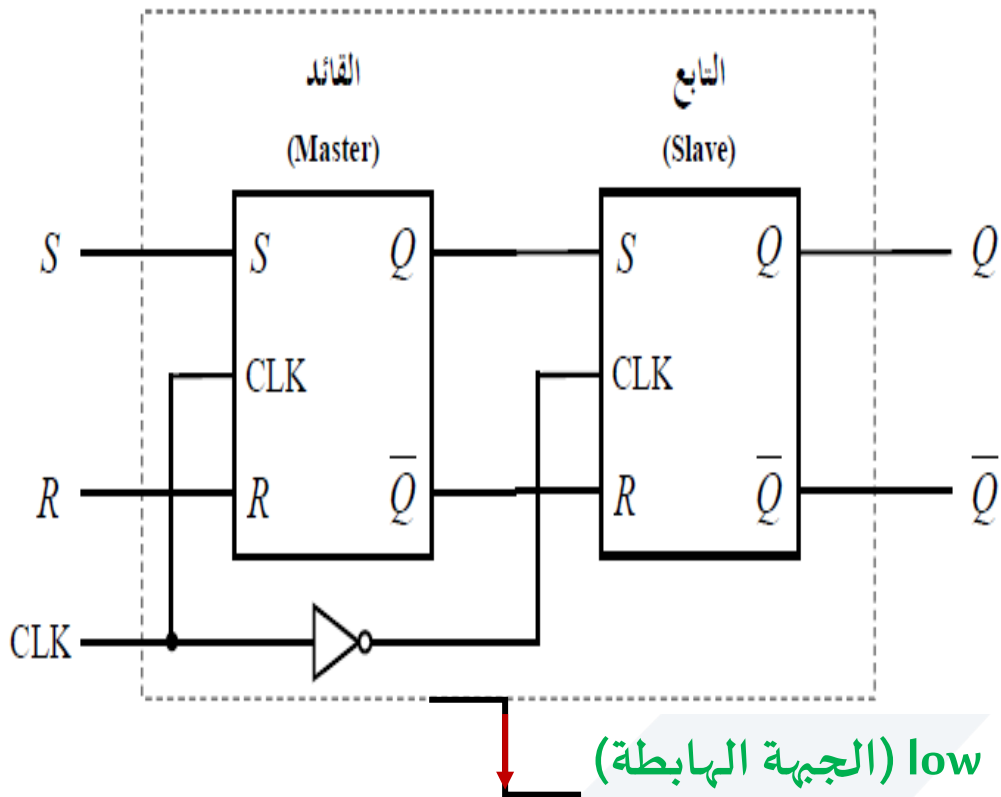 القائد
(Master)
التابع
(Slave)
S
S
Q
S
Q
Q
CLK
CLK
R
R
Q̅
R
Q̅
Q̅
CLK
low (الجبهة الهابطة)